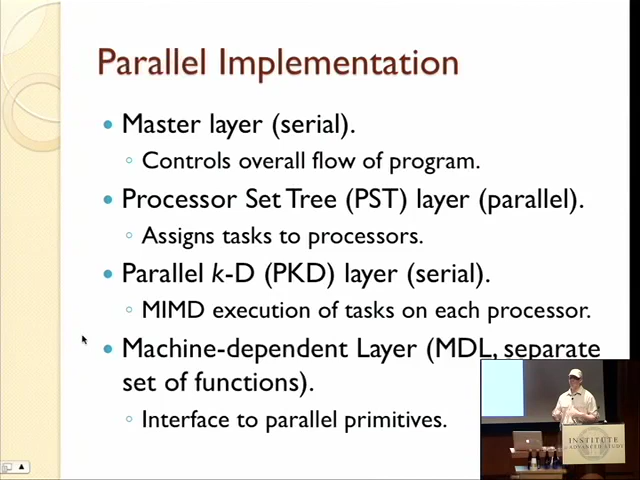 Parallel Implementation
• Master layer (serial).
◦ Controls overall flow of program.
• Processor Set Tree (PST) layer (parallel).
◦ Assigns tasks to processors.
• Parallel k-D (PKD) layer (serial).
◦ MIMD execution of tasks on each processor.
• Machine-dependent Layer (MDL, separate
set of functions).
◦ Interface to parallel primitives.
INSTITUTE
for ADVANCED STUDY